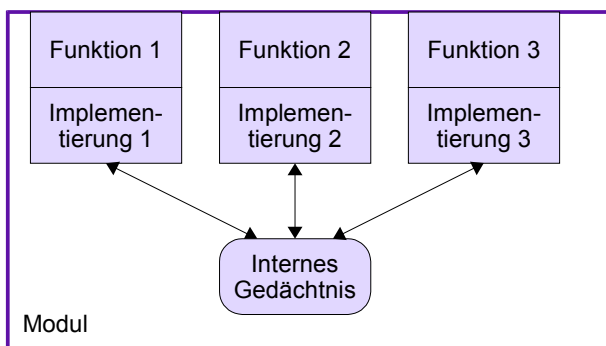 Funktion 1
Funktion 2
Funktion 3
Implemen-
tierung 1
Implemen-
tierung 2
Implemen-
tierung 3
Internes
Gedächtnis
Modul